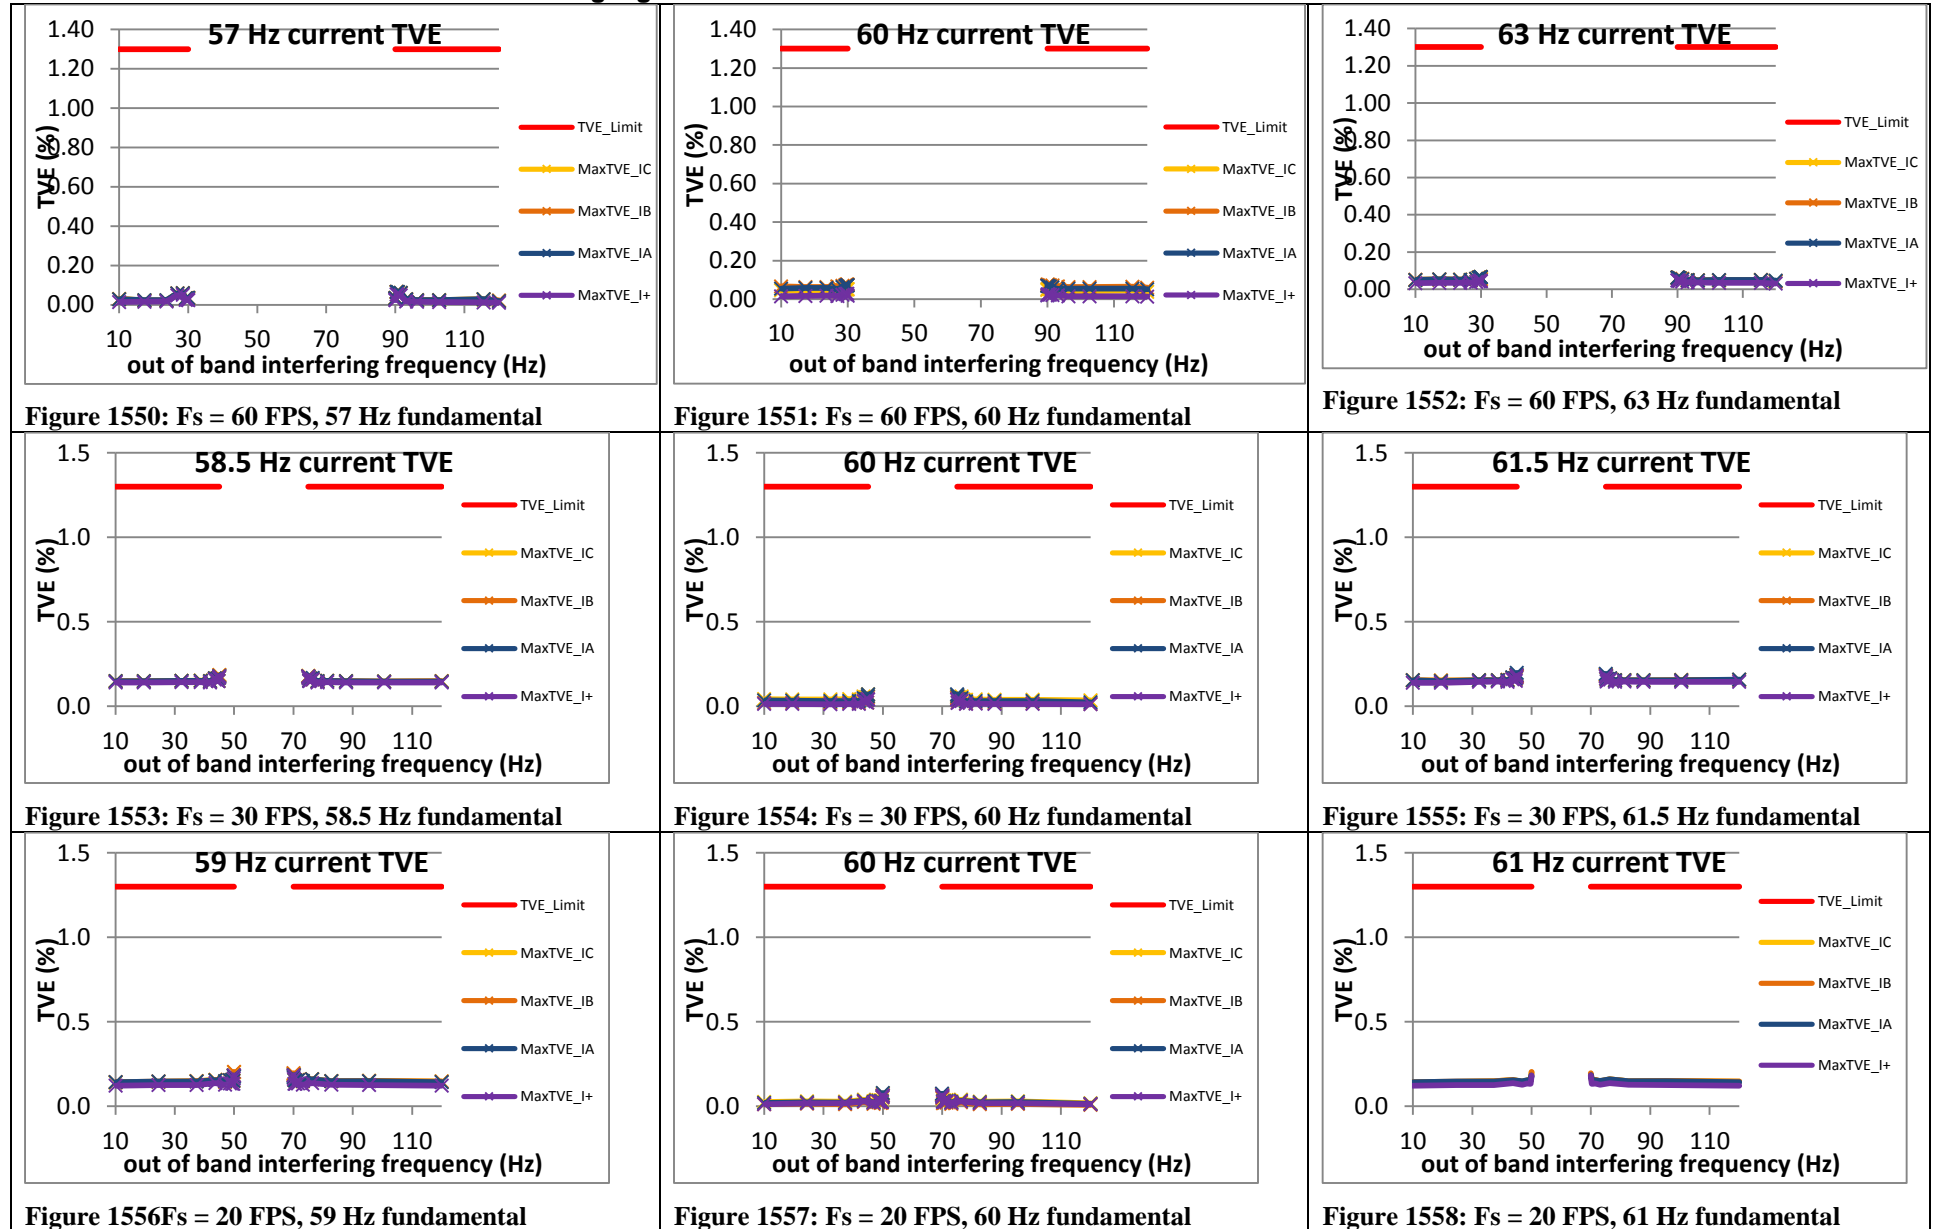 57 Hz current TVE
1.40
1.20
1.00
0.80
0.60
0.40
0.20
0.00
TVE (%)
10 30 50 70 90 110
out of band interfering frequency (Hz)
TVE_Limit
MaxTVE_IC
MaxTVE_IB
MaxTVE_IA
MaxTVE_I+
Figure 1550: Fs = 60 FPS, 57 Hz fundamental
60 Hz current TVE
1.40
1.20
1.00
0.80
0.60
0.40
0.20
0.00
TVE (%)
10 30 50 70 90 110
out of band interfering frequency (Hz)
TVE_Limit
MaxTVE_IC
MaxTVE_IB
MaxTVE_IA
MaxTVE_I+
Figure 1551: Fs = 60 FPS, 60 Hz fundamental
63 Hz current TVE
1.40
1.20
1.00
0.80
0.60
0.40
0.20
0.00
TVE (%)
10 30 50 70 90 110
out of band interfering frequency (Hz)
TVE_Limit
MaxTVE_IC
MaxTVE_IB
MaxTVE_IA
MaxTVE_I+
Figure 1552: Fs = 60 FPS, 63 Hz fundamental
58.5 Hz current TVE
1.5
1.0
0.5
0.0
TVE (%)
10 30 50 70 90 110
out of band interfering frequency (Hz)
TVE_Limit
MaxTVE_IC
MaxTVE_IB
MaxTVE_IA
MaxTVE_I+
Figure 1553: Fs = 30 FPS, 58.5 Hz fundamental
60 Hz current TVE
1.5
1.0
0.5
0.0
TVE (%)
10 30 50 70 90 110
out of band interfering frequency (Hz)
TVE_Limit
MaxTVE_IC
MaxTVE_IB
MaxTVE_IA
MaxTVE_I+
Figure 1554: Fs = 30 FPS, 60 Hz fundamental
61.5 Hz current TVE
1.5
1.0
0.5
0.0
TVE (%)
10 30 50 70 90 110
out of band interfering frequency (Hz)
TVE_Limit
MaxTVE_IC
MaxTVE_IB
MaxTVE_IA
MaxTVE_I+
Figure 1555: Fs = 30 FPS, 61.5 Hz fundamental
59 Hz current TVE
1.5
1.0
0.5
0.0
TVE (%)
10 30 50 70 90 110
out of band interfering frequency (Hz)
TVE_Limit
MaxTVE_IC
MaxTVE_IB
MaxTVE_IA
MaxTVE_I+
Figure 1556Fs = 20 FPS, 59 Hz fundamental
60 Hz current TVE
1.5
1.0
0.5
0.0
TVE (%)
10 30 50 70 90 110
out of band interfering frequency (Hz)
TVE_Limit
MaxTVE_IC
MaxTVE_IB
MaxTVE_IA
MaxTVE_I+
Figure 1557: Fs = 20 FPS, 60 Hz fundamental
61 Hz current TVE
1.5
1.0
0.5
0.0
TVE (%)
10 30 50 70 90 110
out of band interfering frequency (Hz)
TVE_Limit
MaxTVE_IC
MaxTVE_IB
MaxTVE_IA
MaxTVE_I+
Figure 1558: Fs = 20 FPS, 61 Hz fundamental